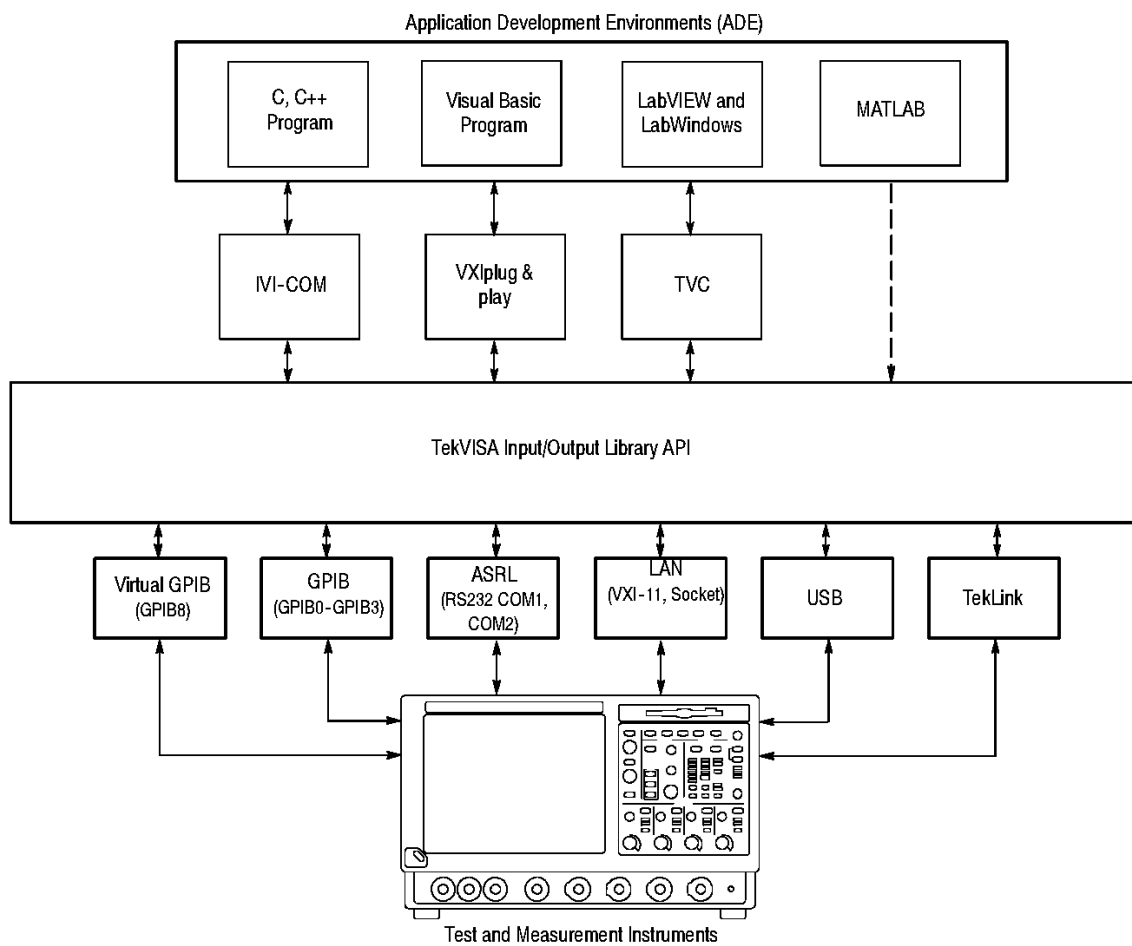 Application Development Environments (ADE)
C, C++
Program
Visual Basic
Program
LabVIEW and
LabWindows
MATLAB
IVI-COM
VXIplug &
play
TVC
TekVISA Input/Output Library API
Virtual GPIB
(GPIB8)
GPIB
(GPIB0-GPIB3)
ASRL
(RS232 COM1,
COM2)
LAN
(VXI-11, Socket)
USB
TekLink
Test and Measurement Instruments